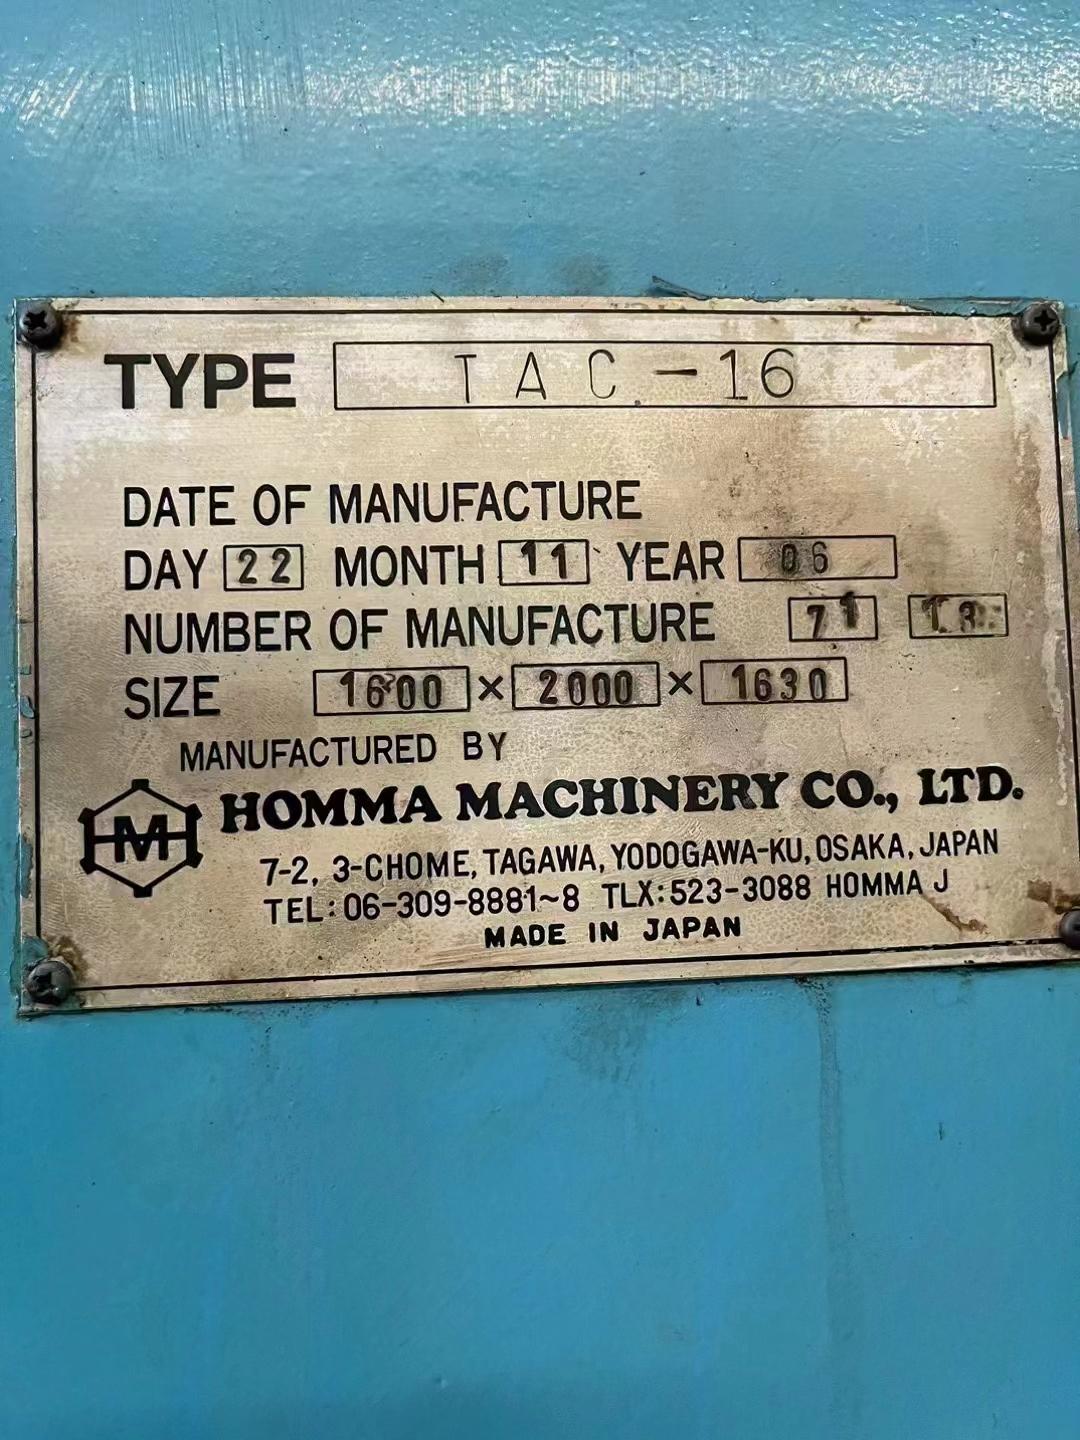 TYPE TAC-16
DATE OF MANUFACTURE
DAY 22 MONTH 11 YEAR 06
NUMBER OF MANUFACTURE 71
SIZE 1600 × 2000 × 1630
MANUFACTURED BY
HM HOMMA MACHINERY CO., LTD.
7-2, 3-CHOME, TAGAWA, YODOGAWA-KU, OSAKA, JAPAN
TEL: 06-309-8881~8 TLX: 523-3088 HOMMA J
MADE IN JAPAN